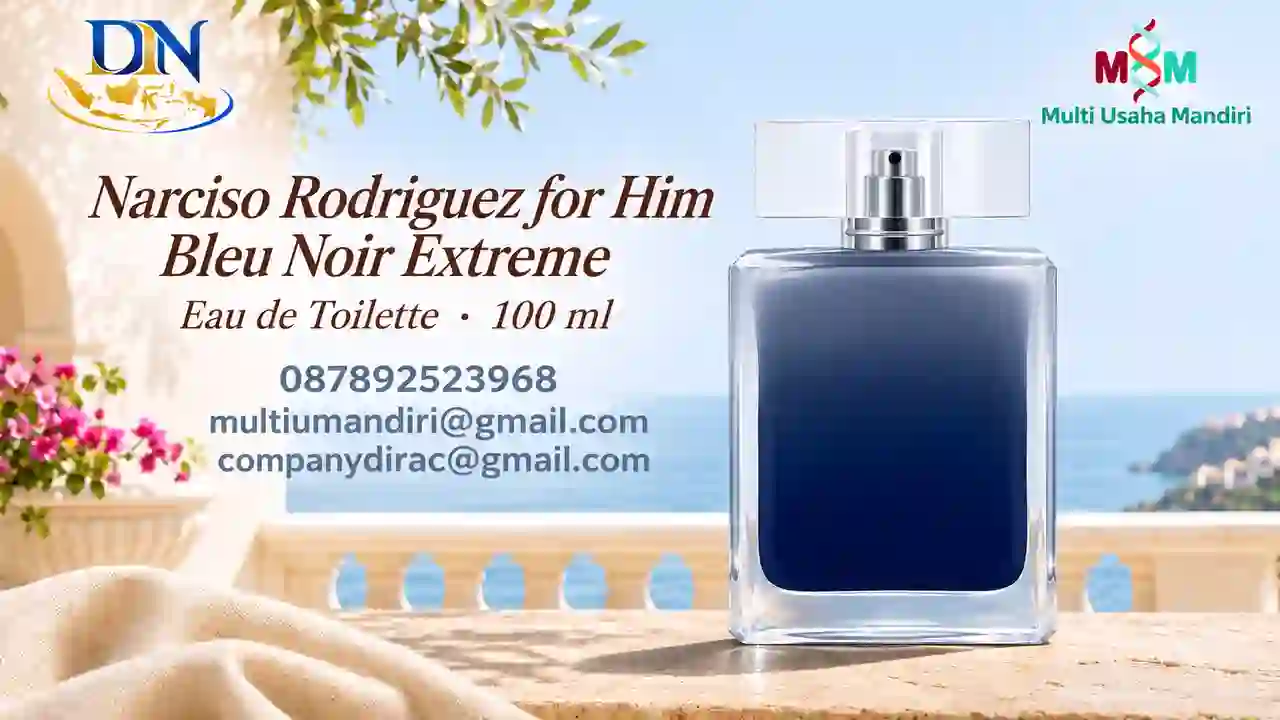 DN
M M
Multi Usaha Mandiri
Narciso Rodriguez for Him
Bleu Noir Extreme
Eau de Toilette · 100 ml
087892523968
multiumandiri@gmail.com
companydirac@gmail.com